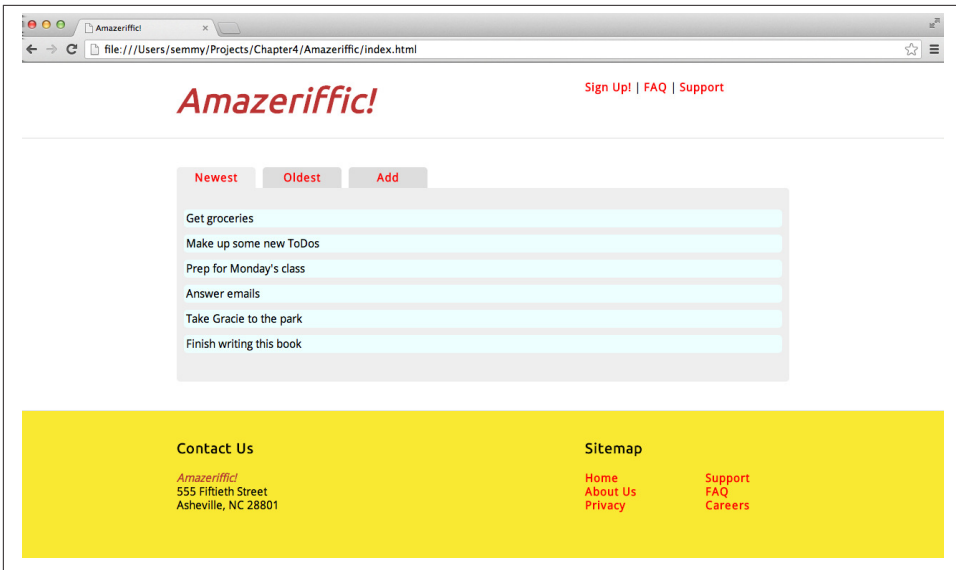 Amazeriffic!
file:///Users/semmy/Projects/Chapter4/Amazeriffic/index.html
Amazeriffic!
Sign Up! | FAQ | Support
Newest Oldest Add
Get groceries
Make up some new ToDos
Prep for Monday's class
Answer emails
Take Gracie to the park
Finish writing this book
Contact Us
Amazeriffic!
555 Fiftieth Street
Asheville, NC 28801
Sitemap
Home Support
About Us FAQ
Privacy Careers